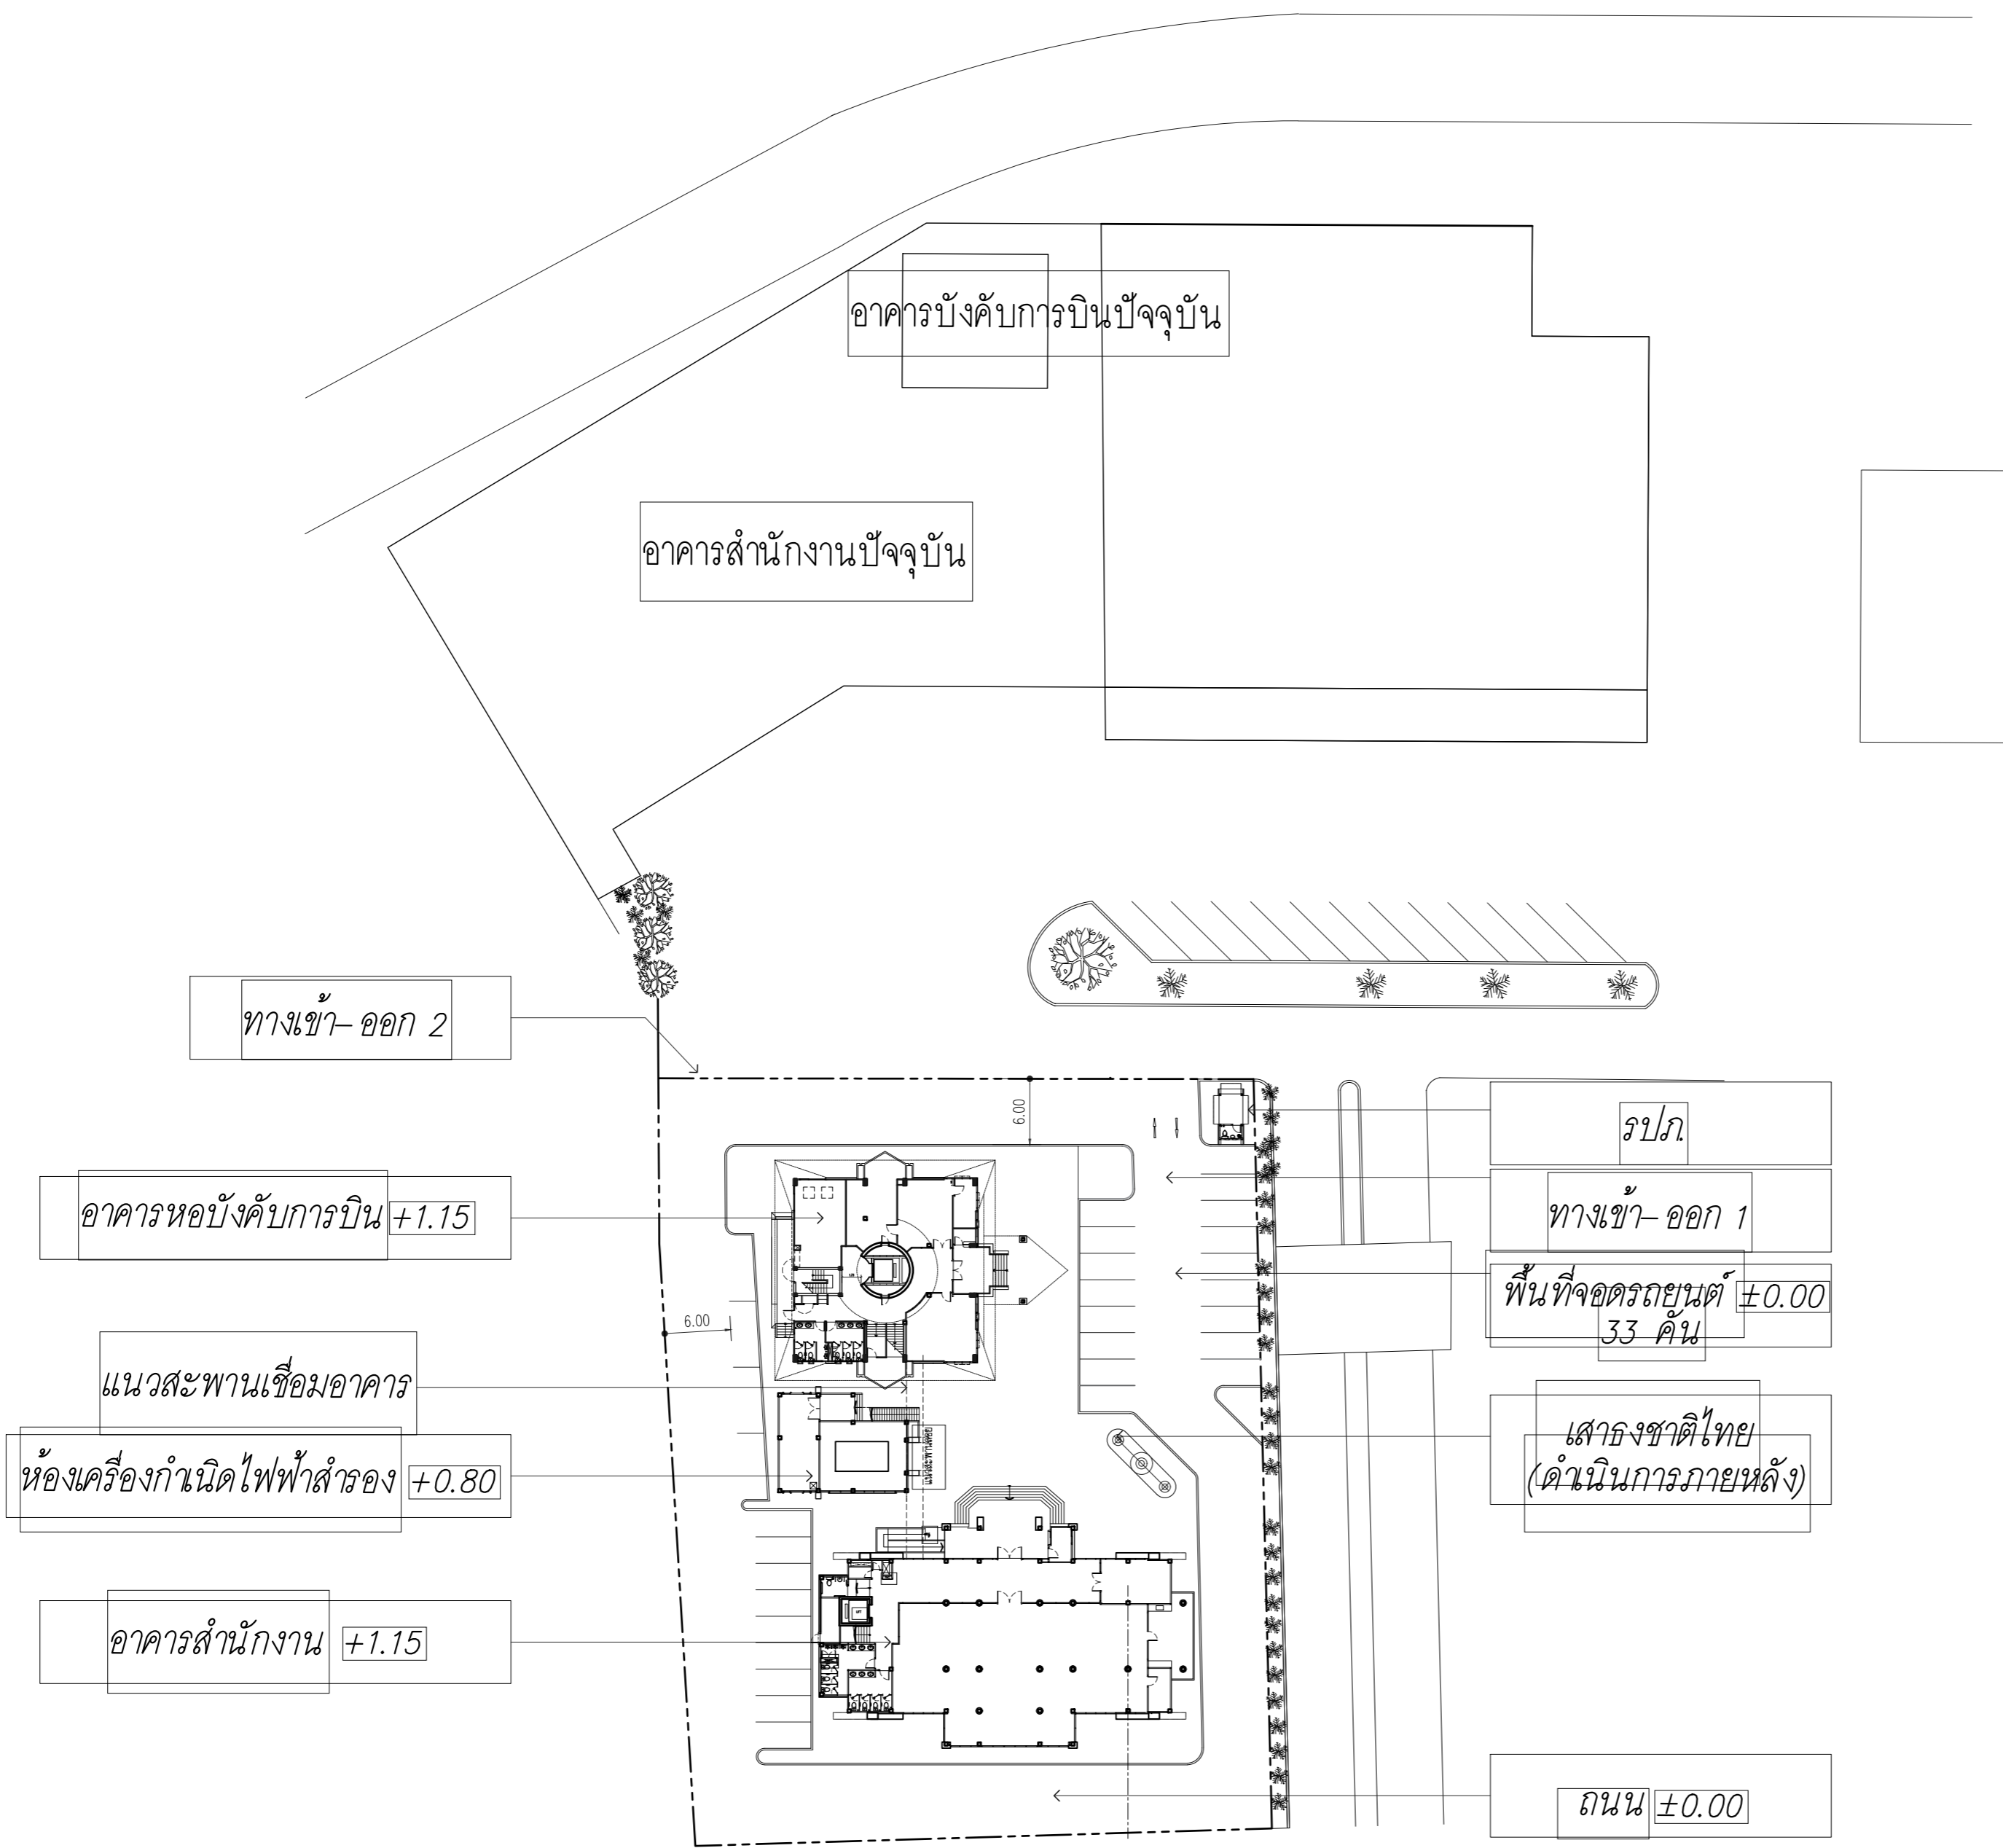 อาคารบังคับการบินปัจจุบัน
อาคารสำนักงานปัจจุบัน
ทางเข้า-ออก 2
6.00
รปภ.
ทางเข้า-ออก 1
อาคารหอบังคับการบิน +1.15
พื้นที่จอดรถยนต์ ±0.00
33 คัน
6.00
แนวสะพานเชื่อมอาคาร
เสาธงชาติไทย
(ดำเนินการภายหลัง)
ห้องเครื่องกำเนิดไฟฟ้าสำรอง +0.80
อาคารสำนักงาน +1.15
ถนน ±0.00